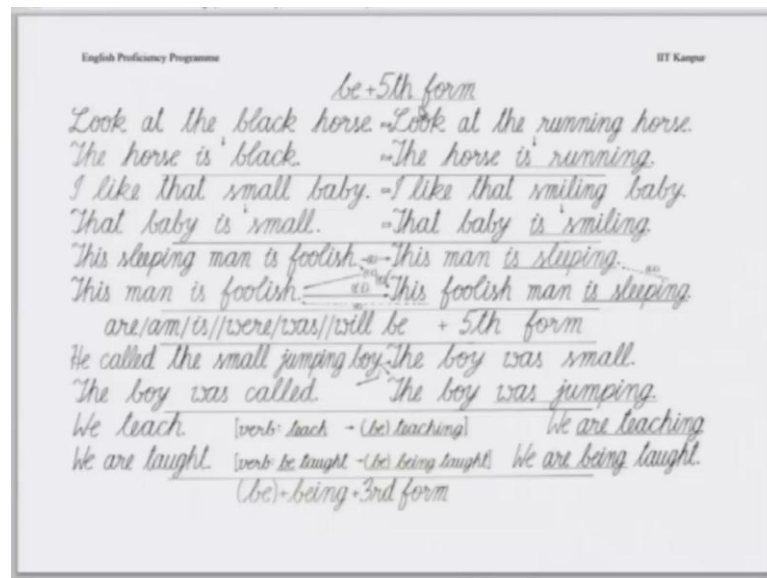 English Proficiency Programme IIT Kanpur
be+5th form
Look at the black horse. ⇒Look at the running horse.
The horse is black. ⇒The horse is running.
I like that small baby. ⇒I like that smiling baby.
That baby is small. ⇒That baby is smiling.
This sleeping man is foolish. This man is sleeping.
This man is foolish. This foolish man is sleeping.
are/am/is//were/was//will be + 5th form
He called the small jumping boy. The boy was small.
The boy was called. The boy was jumping.
We teach. [verb: teach → (be) teaching] We are teaching
We are taught. [verb: be taught →(be) being taught] We are being taught.
(be)+being+3rd form